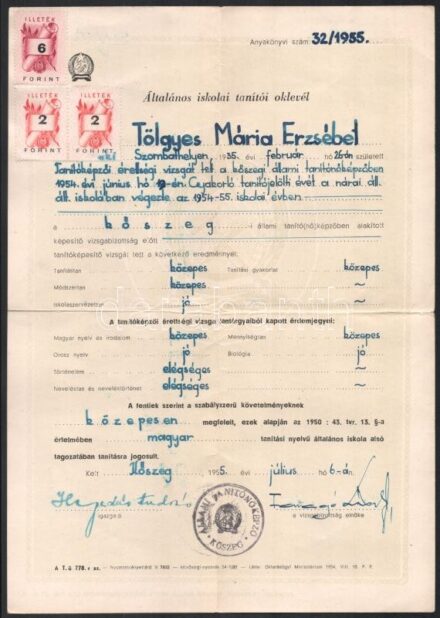 ILLETÉK
6
FORINT
ILLETÉK
2
FORINT
ILLETÉK
2
FORINT
Anyakönyvi szám: 32/1955.
Általános iskolai tanítói oklevél
Tölgyes Mária Erzsébet
Szombathelyen, 1935. évi február hó 26-án született
Tanítóképzői érettségi vizsgát tett a kőszegi állami tanítónőképzőben
1954. évi június hó -én. Gyakorló tanítójelölti évét a nárai. áll.
ált. iskolában végezte az 1954-55. iskolai évben.
a kőszeg-i állami tanító(nő)képzőben alakított
képesítő vizsgabizottság előtt
tanítóképesítő vizsgát tett a következő eredménnyel:
Tanítástan közepes Tanítási gyakorlat közepes
Módszertan közepes ~
Iskolaszervezettan jó ~
A tanítóképzői érettségi vizsga tantárgyaiból kapott érdemjegyei:
Magyar nyelv és irodalom közepes Mennyiségtan közepes
Orosz nyelv jó Biológia jó
Történelem elégséges ~
Neveléstan és neveléstörténet elégséges ~
A fentiek szerint a szabályszerű követelményeknek
közepesen megfelelt, ezek alapján az 1950: 43. tvr. 13. §-a
értelmében magyar tanítási nyelvű általános iskola alsó
tagozatában tanításra jogosult.
Kelt Kőszeg, 1955. évi július hó 6-án.
igazgató
a vizsgabizottság elnöke
ÁLLAMI TANÍTÓNŐKÉPZŐ
KŐSZEG
A T. ü. 778. r. sz.